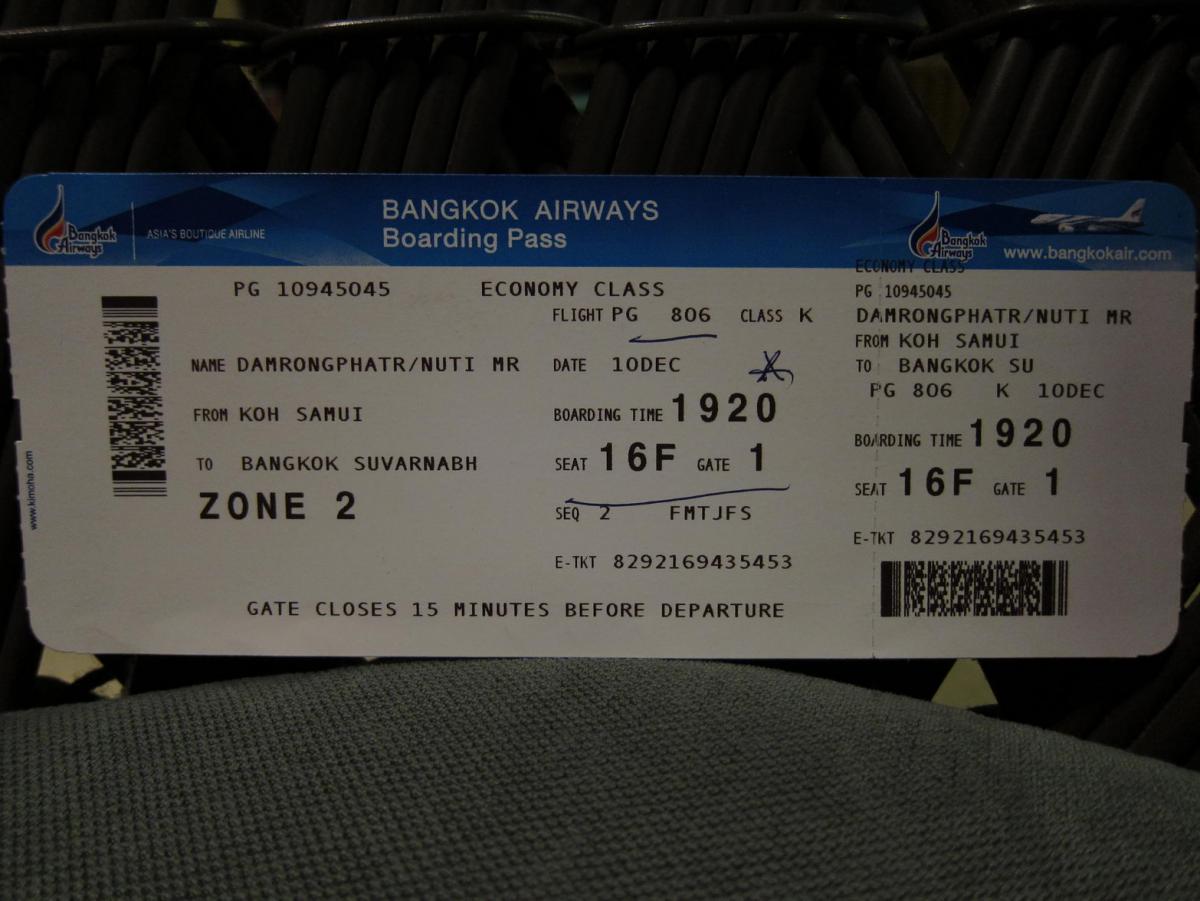 Bangkok Airways
ASIA'S BOUTIQUE AIRLINE
BANGKOK AIRWAYS
Boarding Pass
PG 10945045 ECONOMY CLASS
FLIGHT PG 806 CLASS K
NAME DAMRONGPHATR/NUTI MR DATE 10DEC
FROM KOH SAMUI BOARDING TIME 1920
TO BANGKOK SUVARNABH SEAT 16F GATE 1
ZONE 2 SEQ 2 FMTJFS
E-TKT 8292169435453
GATE CLOSES 15 MINUTES BEFORE DEPARTURE
www.kimoha.com
Bangkok Airways
www.bangkokair.com
ECONOMY CLASS
PG 10945045
DAMRONGPHATR/NUTI MR
FROM KOH SAMUI
TO BANGKOK SU
PG 806 K 10DEC
BOARDING TIME 1920
SEAT 16F GATE 1
E-TKT 8292169435453